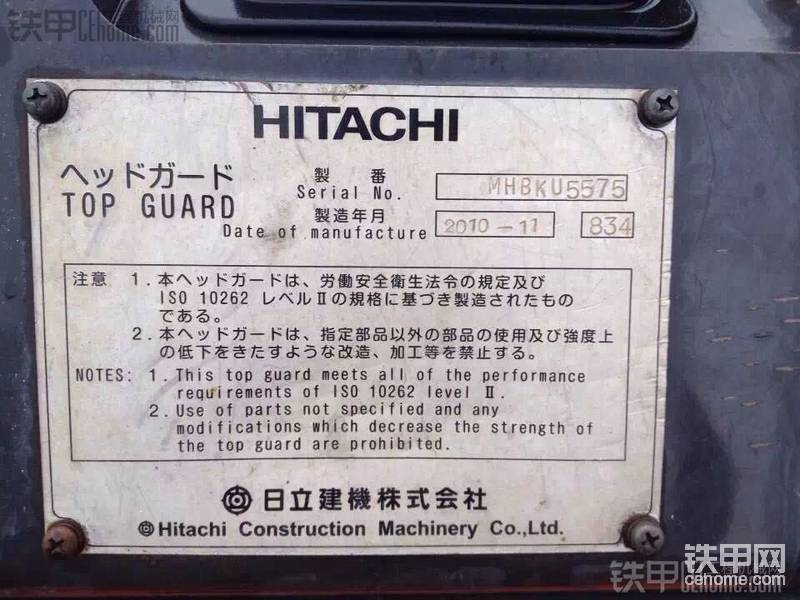 铁甲 CEhome.com
HITACHI
ヘッドガード
TOP GUARD
製 番
Serial No.
MHBKU5575
製造年月
Date of manufacture
2010-11
834
注意 1.本ヘッドガードは、労働安全衛生法令の規定及び
ISO 10262 レベルⅡの規格に基づき製造されたもの
である。
2.本ヘッドガードは、指定部品以外の部品の使用及び強度上
の低下をきたすような改造、加工等を禁止する。
NOTES: 1. This top guard meets all of the performance
requirements of ISO 10262 level Ⅱ.
2. Use of parts not specified and any
modifications which decrease the strength of
the top guard are prohibited.
日立建機株式会社
Hitachi Construction Machinery Co.,Ltd.
铁甲网
cehome.com